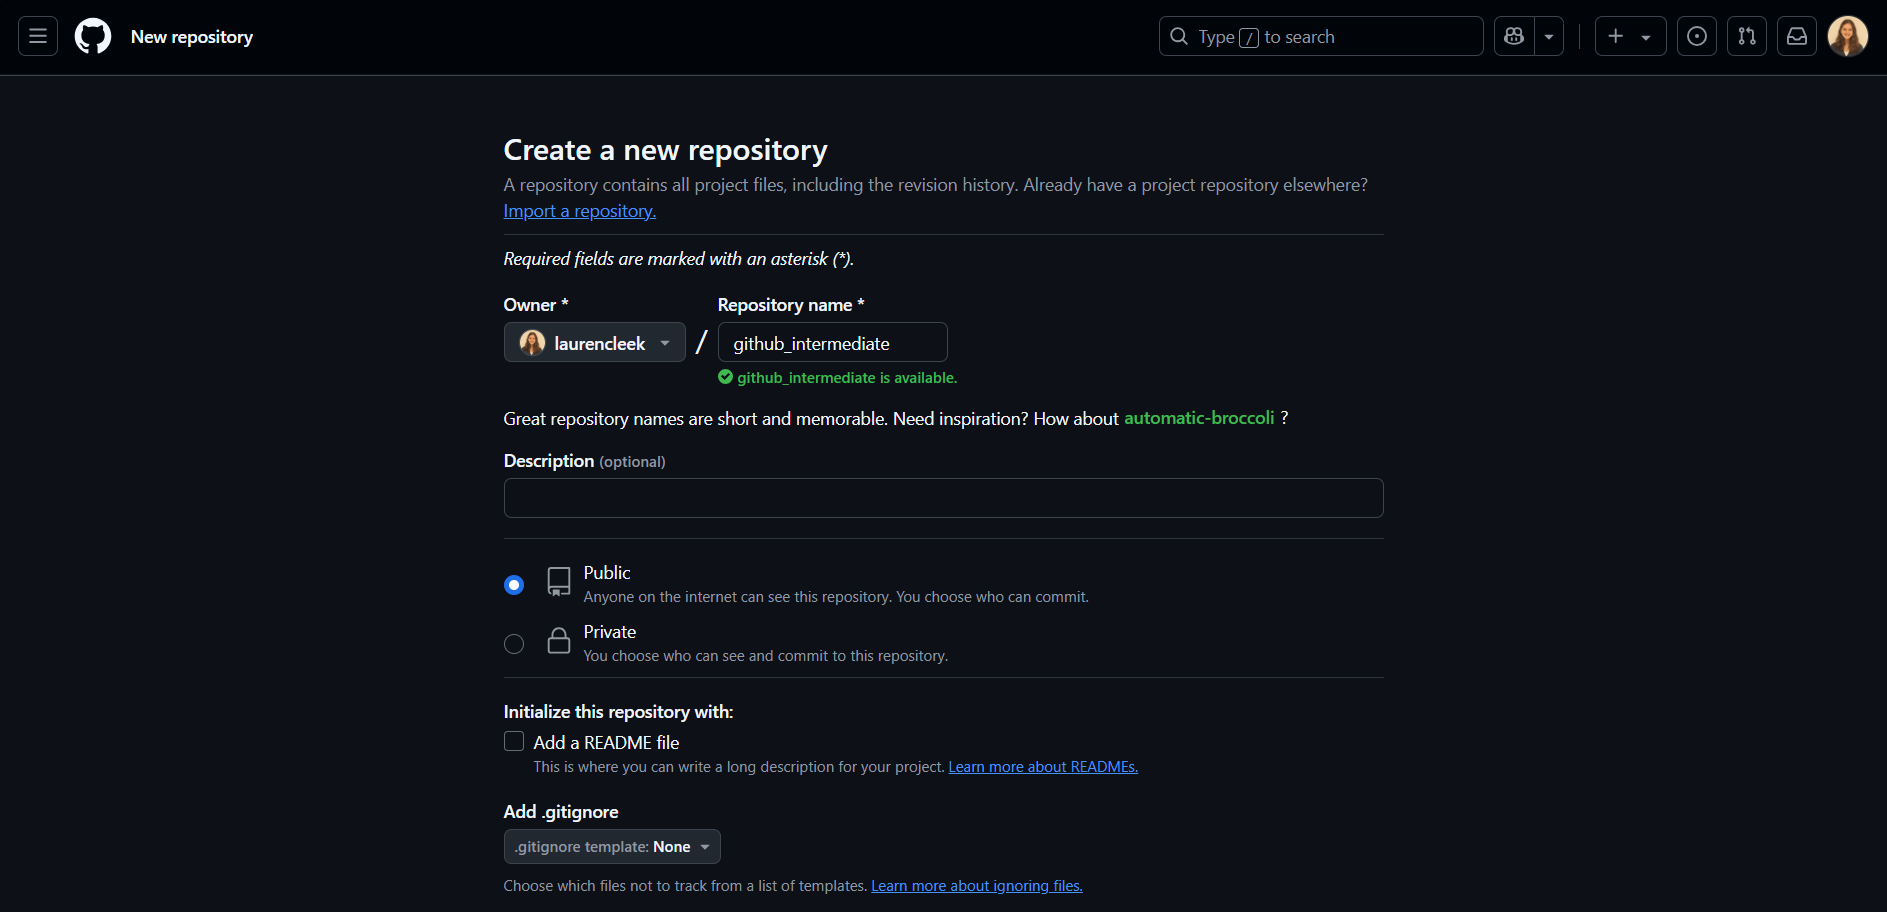 New repository
Type / to search
Create a new repository
A repository contains all project files, including the revision history. Already have a project repository elsewhere?
Import a repository.
Required fields are marked with an asterisk (*).
Owner * Repository name *
laurencleek / github_intermediate
github_intermediate is available.
Great repository names are short and memorable. Need inspiration? How about automatic-broccoli ?
Description (optional)
Public
Anyone on the internet can see this repository. You choose who can commit.
Private
You choose who can see and commit to this repository.
Initialize this repository with:
Add a README file
This is where you can write a long description for your project. Learn more about READMEs.
Add .gitignore
.gitignore template: None
Choose which files not to track from a list of templates. Learn more about ignoring files.